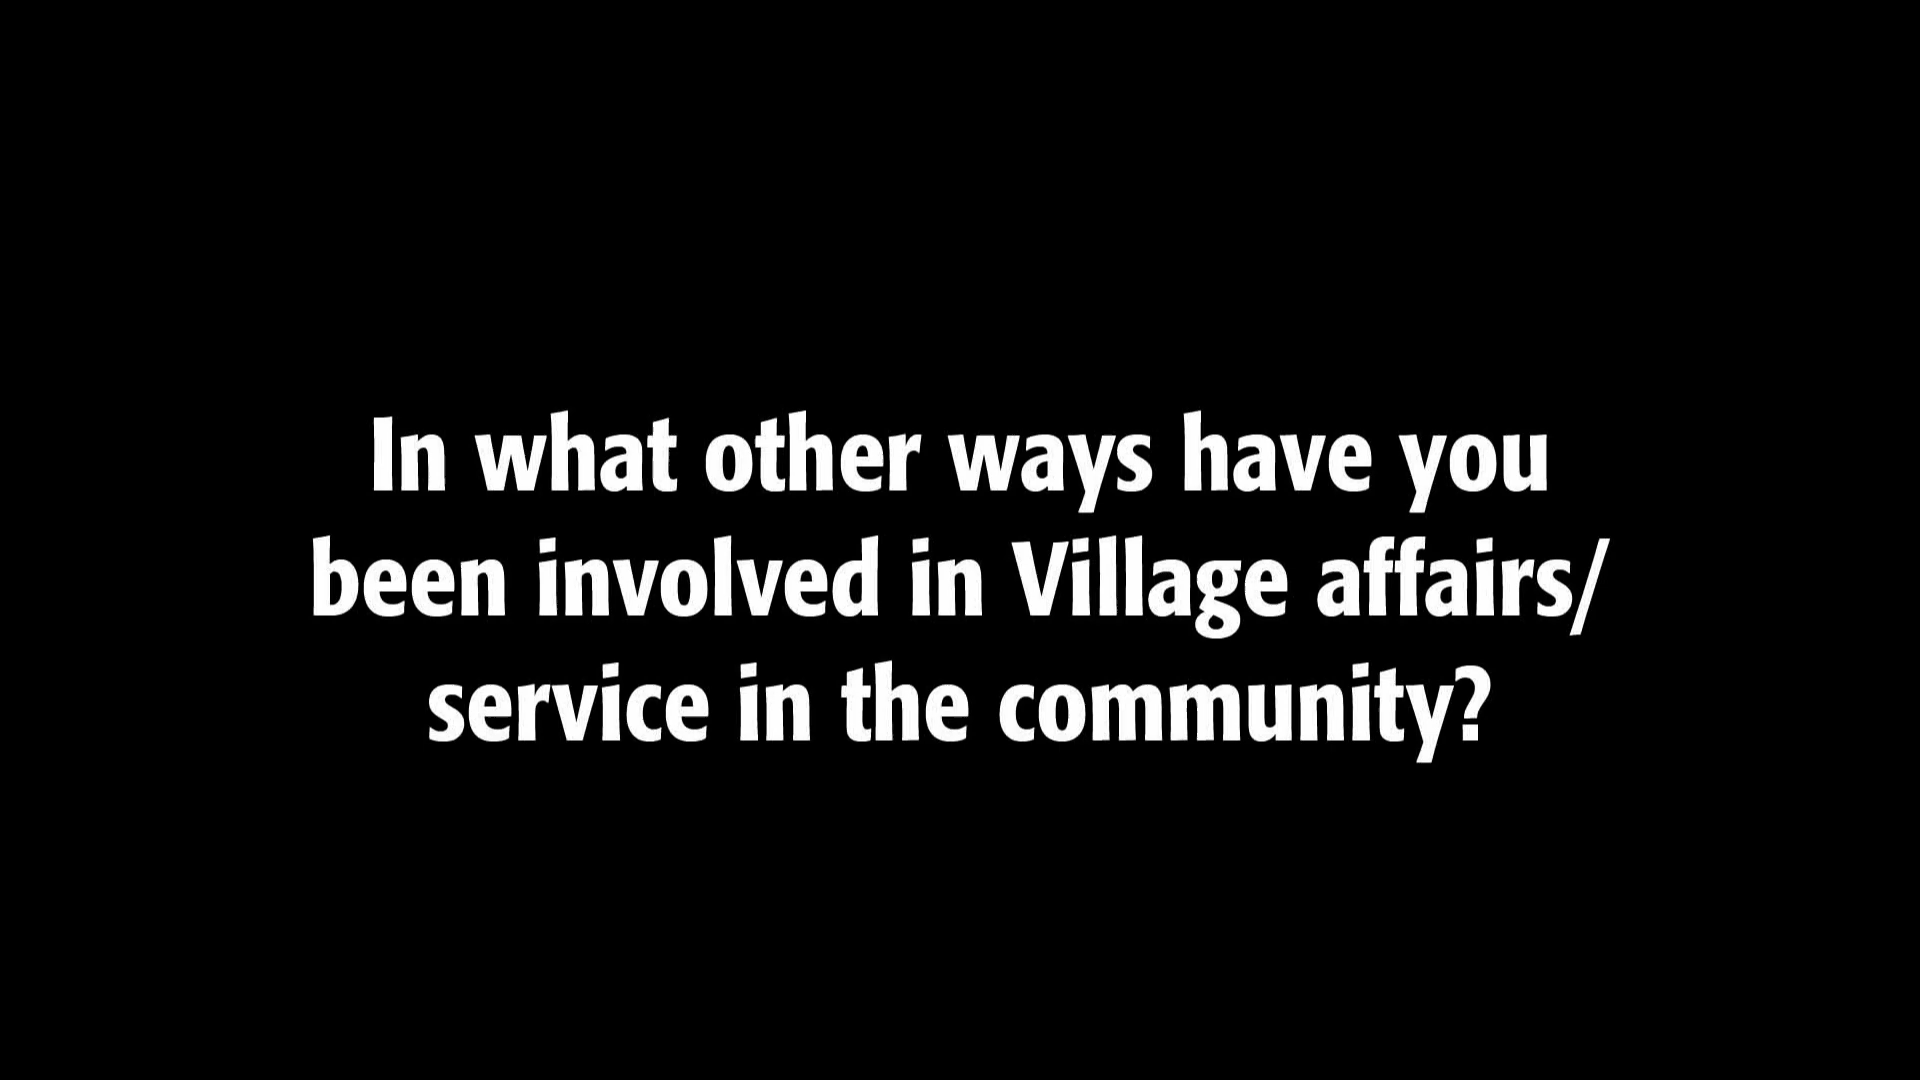 In what other ways have you
been involved in Village affairs/
service in the community?